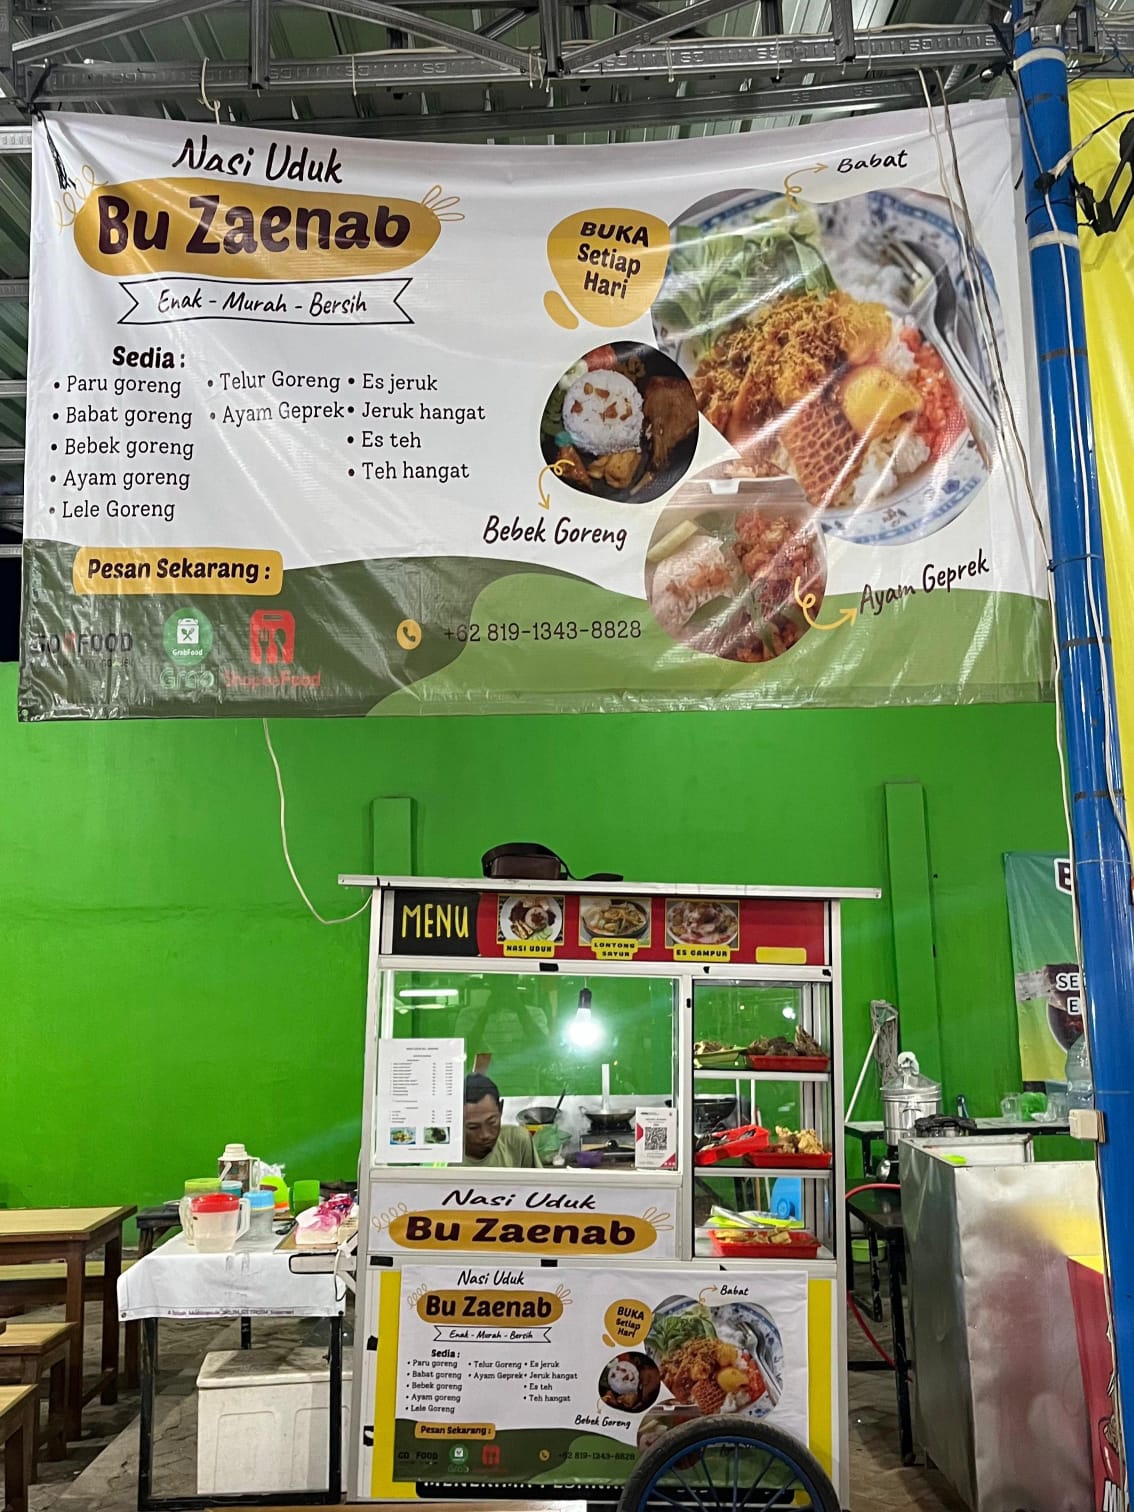 Nasi Uduk
Bu Zaenab
Enak - Murah - Bersih
BUKA
Setiap
Hari
Babat
Sedia :
• Paru goreng
• Babat goreng
• Bebek goreng
• Ayam goreng
• Lele Goreng
• Telur Goreng
• Ayam Geprek
• Es jeruk
• Jeruk hangat
• Es teh
• Teh hangat
Bebek Goreng
Ayam Geprek
Pesan Sekarang :
GOFOOD
GrabFood
Grab
ShopeeFood
+62 819-1343-8828
MENU
NASI UDUK
LONTONG
SAYUR
ES CAMPUR
Nasi Uduk
Bu Zaenab
Nasi Uduk
Bu Zaenab
Enak - Murah - Bersih
BUKA
Setiap
Hari
Babat
Sedia :
• Paru goreng
• Babat goreng
• Bebek goreng
• Ayam goreng
• Lele Goreng
• Telur Goreng
• Ayam Geprek
• Es jeruk
• Jeruk hangat
• Es teh
• Teh hangat
Bebek Goreng
Pesan Sekarang :
GOFOOD
Grab
+62 819-1343-8828